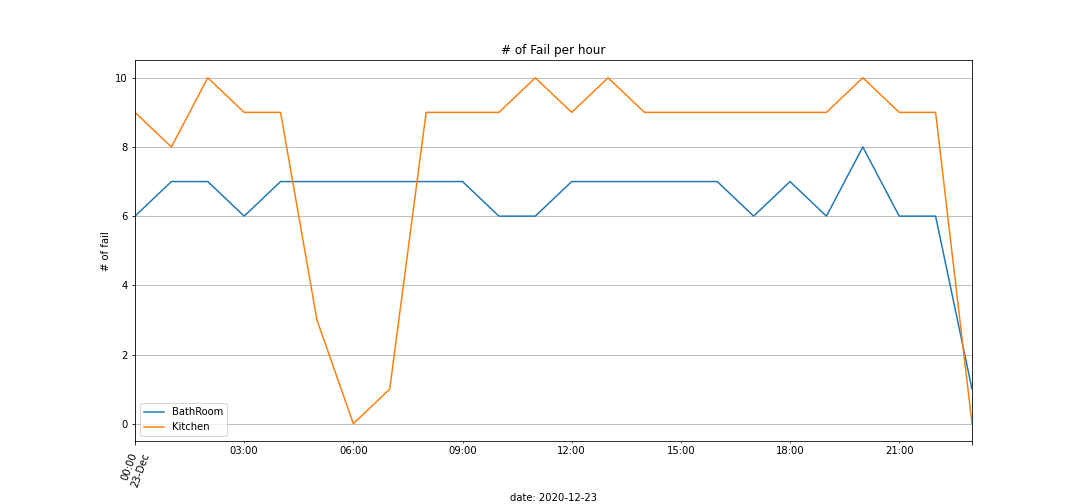 # of Fail per hour
# of fail
10
8
6
4
2
0
BathRoom
Kitchen
00:00
23-Dec
03:00
06:00
09:00
12:00
15:00
18:00
21:00
date: 2020-12-23